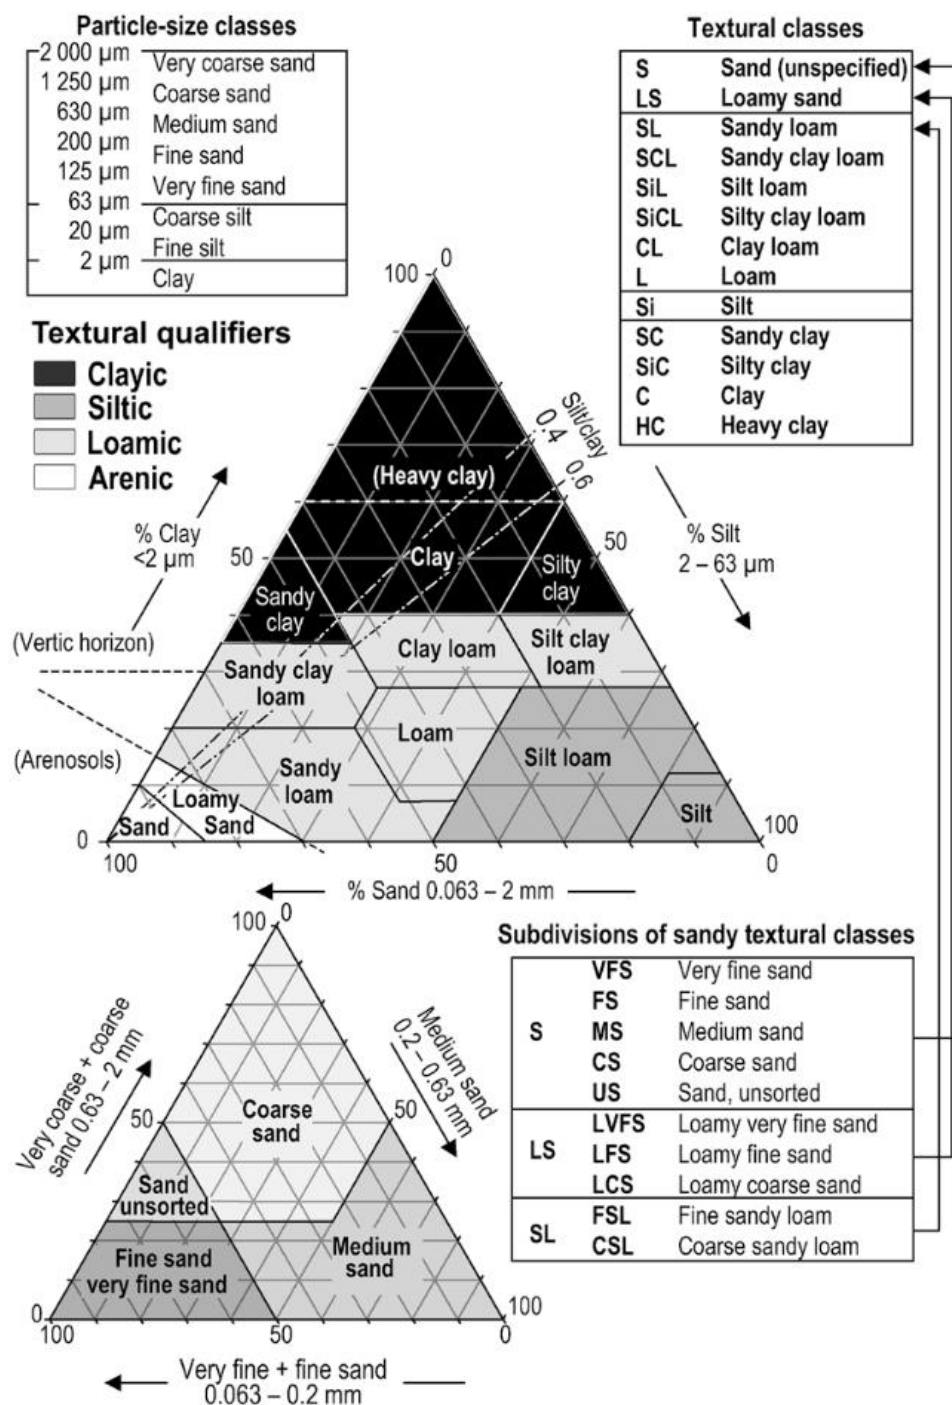 Particle-size classes
2 000 µm
Very coarse sand
1 250 µm
Coarse sand
630 µm
Medium sand
200 µm
Fine sand
125 µm
Very fine sand
63 µm
Coarse silt
20 µm
Fine silt
2 µm
Clay
Textural classes
S Sand (unspecified)
LS Loamy sand
SL Sandy loam
SCL Sandy clay loam
SiL Silt loam
SiCL Silty clay loam
CL Clay loam
L Loam
Si Silt
SC Sandy clay
SiC Silty clay
C Clay
HC Heavy clay
Textural qualifiers
Clayic
Siltic
Loamic
Arenic
100
0
Silt/clay
0.4
0.6
% Clay
<2 µm
% Silt
2 – 63 µm
50
50
(Heavy clay)
Clay
Silty
clay
Sandy
clay
(Vertic horizon)
Clay loam
Silt clay
loam
Sandy clay
loam
Loam
(Arenosols)
Sandy
loam
Silt loam
Loamy
Sand
Sand
Silt
0
100
100
50
0
% Sand 0.063 – 2 mm
100
0
Very coarse + coarse
sand 0.63 – 2 mm
Medium sand
0.2 – 0.63 mm
50
50
Coarse
sand
Sand
unsorted
Fine sand
very fine sand
Medium
sand
0
100
100
50
0
Very fine + fine sand
0.063 – 0.2 mm
Subdivisions of sandy textural classes
VFS Very fine sand
FS Fine sand
S MS Medium sand
CS Coarse sand
US Sand, unsorted
LVFS Loamy very fine sand
LS LFS Loamy fine sand
LCS Loamy coarse sand
FSL Fine sandy loam
SL CSL Coarse sandy loam